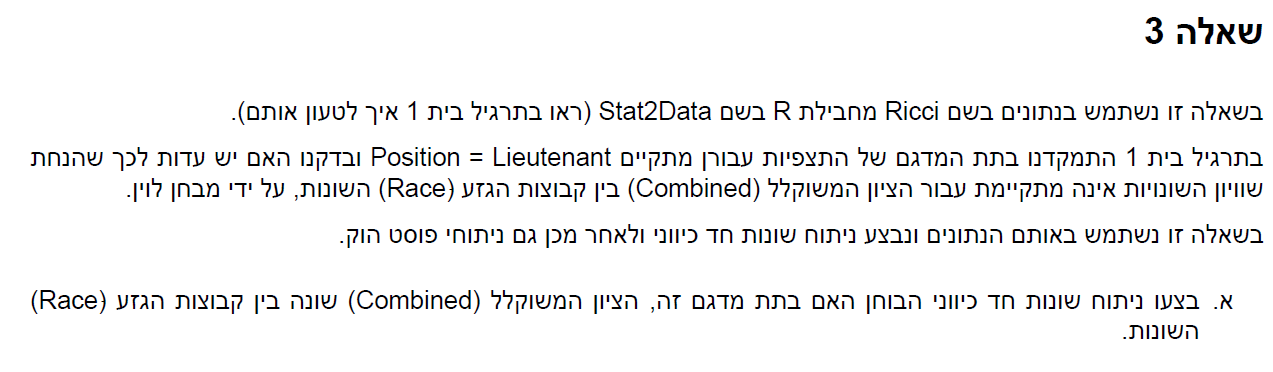 שאלה 3
בשאלה זו נשתמש בנתונים בשם Ricci מחבילת R בשם Stat2Data (ראו בתרגיל בית 1 איך לטעון אותם).
בתרגיל בית 1 התמקדנו בתת המדגם של התצפיות עבורן מתקיים Position = Lieutenant ובדקנו האם יש עדות לכך שהנחת
שוויון השונויות אינה מתקיימת עבור הציון המשוקלל (Combined) בין קבוצות הגזע (Race) השונות, על ידי מבחן לוין.
בשאלה זו נשתמש באותם הנתונים ונבצע ניתוח שונות חד כיווני ולאחר מכן גם ניתוחי פוסט הוק.
א. בצעו ניתוח שונות חד כיווני הבוחן האם בתת מדגם זה, הציון המשוקלל (Combined) שונה בין קבוצות הגזע (Race)
השונות.